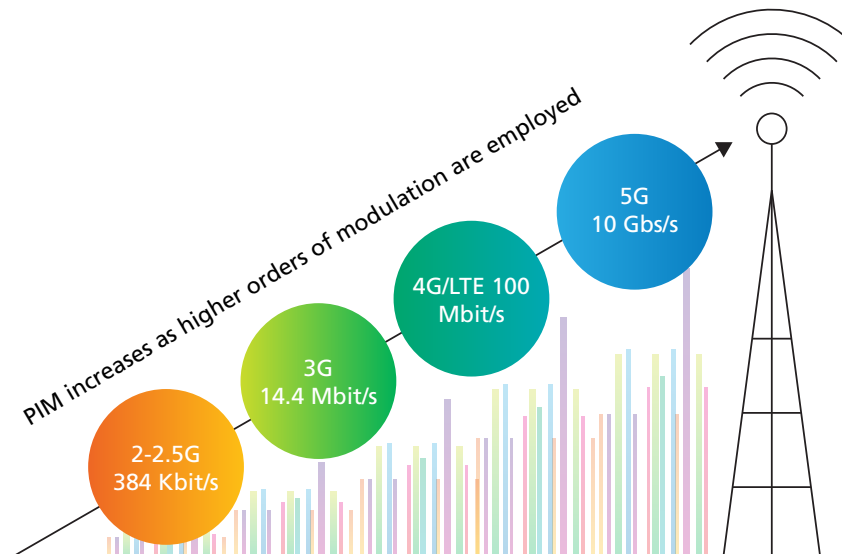 PIM increases as higher orders of modulation are employed
2-2.5G
384 Kbit/s
3G
14.4 Mbit/s
4G/LTE 100
Mbit/s
5G
10 Gbs/s